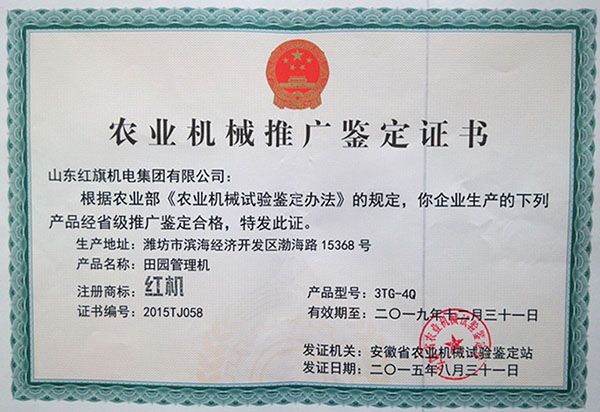 农业机械推广鉴定证书
山东红旗机电集团有限公司：
根据农业部《农业机械试验鉴定办法》的规定，你企业生产的下列
产品经省级推广鉴定合格，特发此证。
生产地址：潍坊市滨海经济开发区渤海路 15368 号
产品名称：田园管理机
注册商标：红机
产品型号：3TG-4Q
证书编号：2015TJ058
有效期至：二〇一九年十二月三十一日
发证机关：安徽省农业机械试验鉴定站
发证日期：二〇一五年八月三十一日